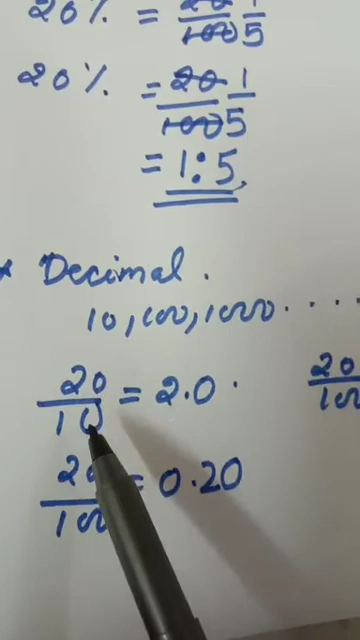 20% = 20/100 1/5
20% = 20/100 1/5
= 1:5
Decimal.
10, 100, 1000 .....
20/10 = 2.0 . 20/100
20/100 = 0.20